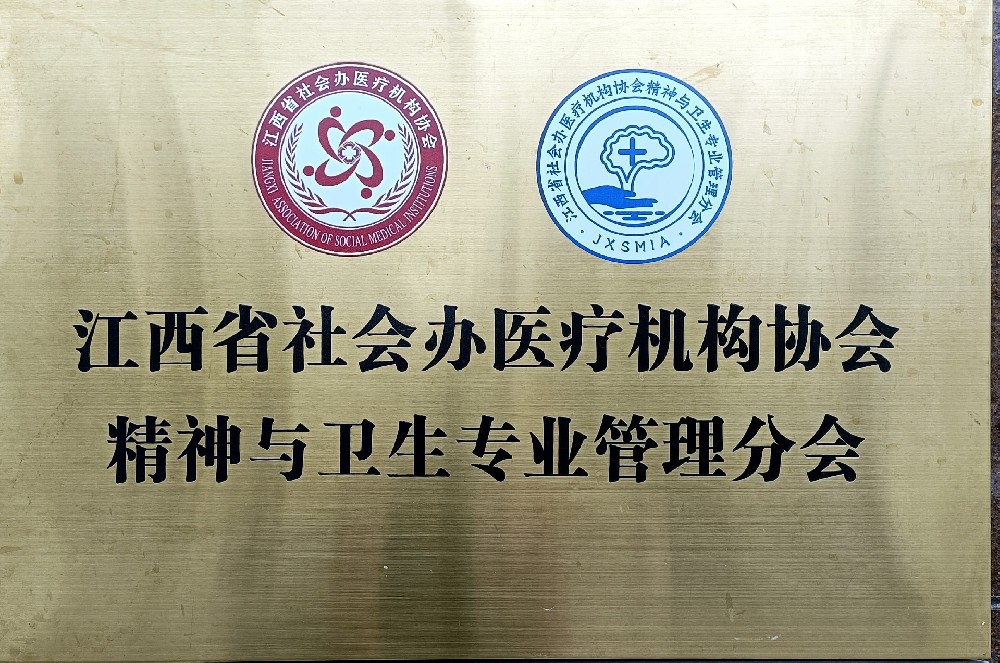 江西省社会办医疗机构协会
JIANGXI ASSOCIATION OF SOCIAL MEDICAL INSTITUTIONS
江西省社会办医疗机构协会精神与卫生专业管理分会
·JXSMIA·
江西省社会办医疗机构协会
精神与卫生专业管理分会